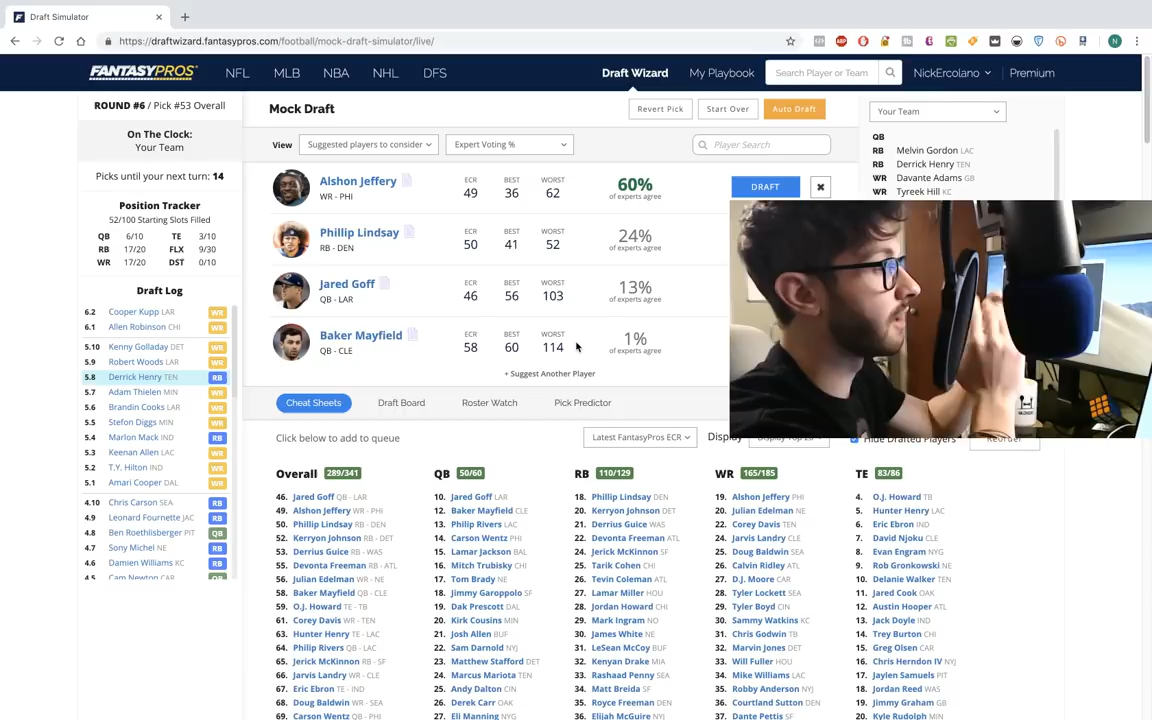 Draft Simulator
https://draftwizard.fantasypros.com/football/mock-draft-simulator/live/
FANTASYPROS NFL MLB NBA NHL DFS Draft Wizard My Playbook Search Player or Team NickErcolano Premium
ROUND #6 / Pick #53 Overall
On The Clock:
Your Team
Picks until your next turn: 14
Position Tracker
52/100 Starting Slots Filled
QB 6/10 TE 3/10
RB 17/20 FLX 9/30
WR 17/20 DST 0/10
Draft Log
6.2 Cooper Kupp LAR WR
6.1 Allen Robinson CHI WR
5.10 Kenny Golladay DET WR
5.9 Robert Woods LAR WR
5.8 Derrick Henry TEN RB
5.7 Adam Thielen MIN WR
5.6 Brandin Cooks LAR WR
5.5 Stefon Diggs MIN WR
5.4 Marlon Mack IND RB
5.3 Keenan Allen LAC WR
5.2 T.Y. Hilton IND WR
5.1 Amari Cooper DAL WR
4.10 Chris Carson SEA RB
4.9 Leonard Fournette JAC RB
4.8 Ben Roethlisberger PIT QB
4.7 Sony Michel NE RB
4.6 Damien Williams KC RB
4.5 Cam Newton CAR QB
Mock Draft Revert Pick Start Over Auto Draft
View Suggested players to consider Expert Voting % Player Search
Alshon Jeffery ECR BEST WORST 60% DRAFT
WR - PHI 49 36 62 of experts agree
Phillip Lindsay ECR BEST WORST 24%
RB - DEN 50 41 52 of experts agree
Jared Goff ECR BEST WORST 13%
QB - LAR 46 56 103 of experts agree
Baker Mayfield ECR BEST WORST 1%
QB - CLE 58 60 114 of experts agree
+ Suggest Another Player
Your Team
QB
RB Melvin Gordon LAC
RB Derrick Henry TEN
WR Davante Adams GB
WR Tyreek Hill KC
Cheat Sheets Draft Board Roster Watch Pick Predictor
Click below to add to queue Latest FantasyPros ECR Display Hide Drafted Players Reorder
Overall 289/341 QB 50/60 RB 110/129 WR 165/185 TE 83/86
46. Jared Goff QB - LAR 10. Jared Goff LAR 18. Phillip Lindsay DEN 19. Alshon Jeffery PHI 4. O.J. Howard TB
49. Alshon Jeffery WR - PHI 12. Baker Mayfield CLE 20. Kerryon Johnson DET 20. Julian Edelman NE 5. Hunter Henry LAC
50. Phillip Lindsay RB - DEN 13. Philip Rivers LAC 21. Derrius Guice WAS 22. Corey Davis TEN 6. Eric Ebron IND
52. Kerryon Johnson RB - DET 14. Carson Wentz PHI 22. Devonta Freeman ATL 24. Jarvis Landry CLE 7. David Njoku CLE
53. Derrius Guice RB - WAS 15. Lamar Jackson BAL 24. Jerick McKinnon SF 25. Doug Baldwin SEA 8. Evan Engram NYG
55. Devonta Freeman RB - ATL 16. Mitch Trubisky CHI 25. Tarik Cohen CHI 26. Calvin Ridley ATL 9. Rob Gronkowski NE
56. Julian Edelman WR - NE 17. Tom Brady NE 26. Tevin Coleman ATL 27. D.J. Moore CAR 10. Delanie Walker TEN
58. Baker Mayfield QB - CLE 18. Jimmy Garoppolo SF 27. Lamar Miller HOU 28. Tyler Lockett SEA 11. Jared Cook OAK
59. O.J. Howard TE - TB 19. Dak Prescott DAL 28. Jordan Howard CHI 29. Tyler Boyd CIN 12. Austin Hooper ATL
61. Corey Davis WR - TEN 20. Kirk Cousins MIN 29. Mark Ingram NO 30. Sammy Watkins KC 13. Jack Doyle IND
63. Hunter Henry TE - LAC 21. Josh Allen BUF 30. James White NE 31. Chris Godwin TB 14. Trey Burton CHI
64. Philip Rivers QB - LAC 22. Sam Darnold NYJ 31. LeSean McCoy BUF 32. Marvin Jones DET 15. Greg Olsen CAR
65. Jerick McKinnon RB - SF 23. Matthew Stafford DET 32. Kenyan Drake MIA 33. Will Fuller HOU 16. Chris Herndon IV NYJ
66. Jarvis Landry WR - CLE 24. Marcus Mariota TEN 33. Rashaad Penny SEA 34. Mike Williams LAC 17. Jaylen Samuels PIT
67. Eric Ebron TE - IND 25. Andy Dalton CIN 34. Matt Breida SF 35. Robby Anderson NYJ 18. Jordan Reed WAS
68. Doug Baldwin WR - SEA 26. Derek Carr OAK 35. Royce Freeman DEN 36. Courtland Sutton DEN 19. Jimmy Graham GB
69. Carson Wentz QB - PHI 27. Eli Manning NYG 36. Elijah McGuire NYJ 37. Dante Pettis SF 20. Kyle Rudolph MIN